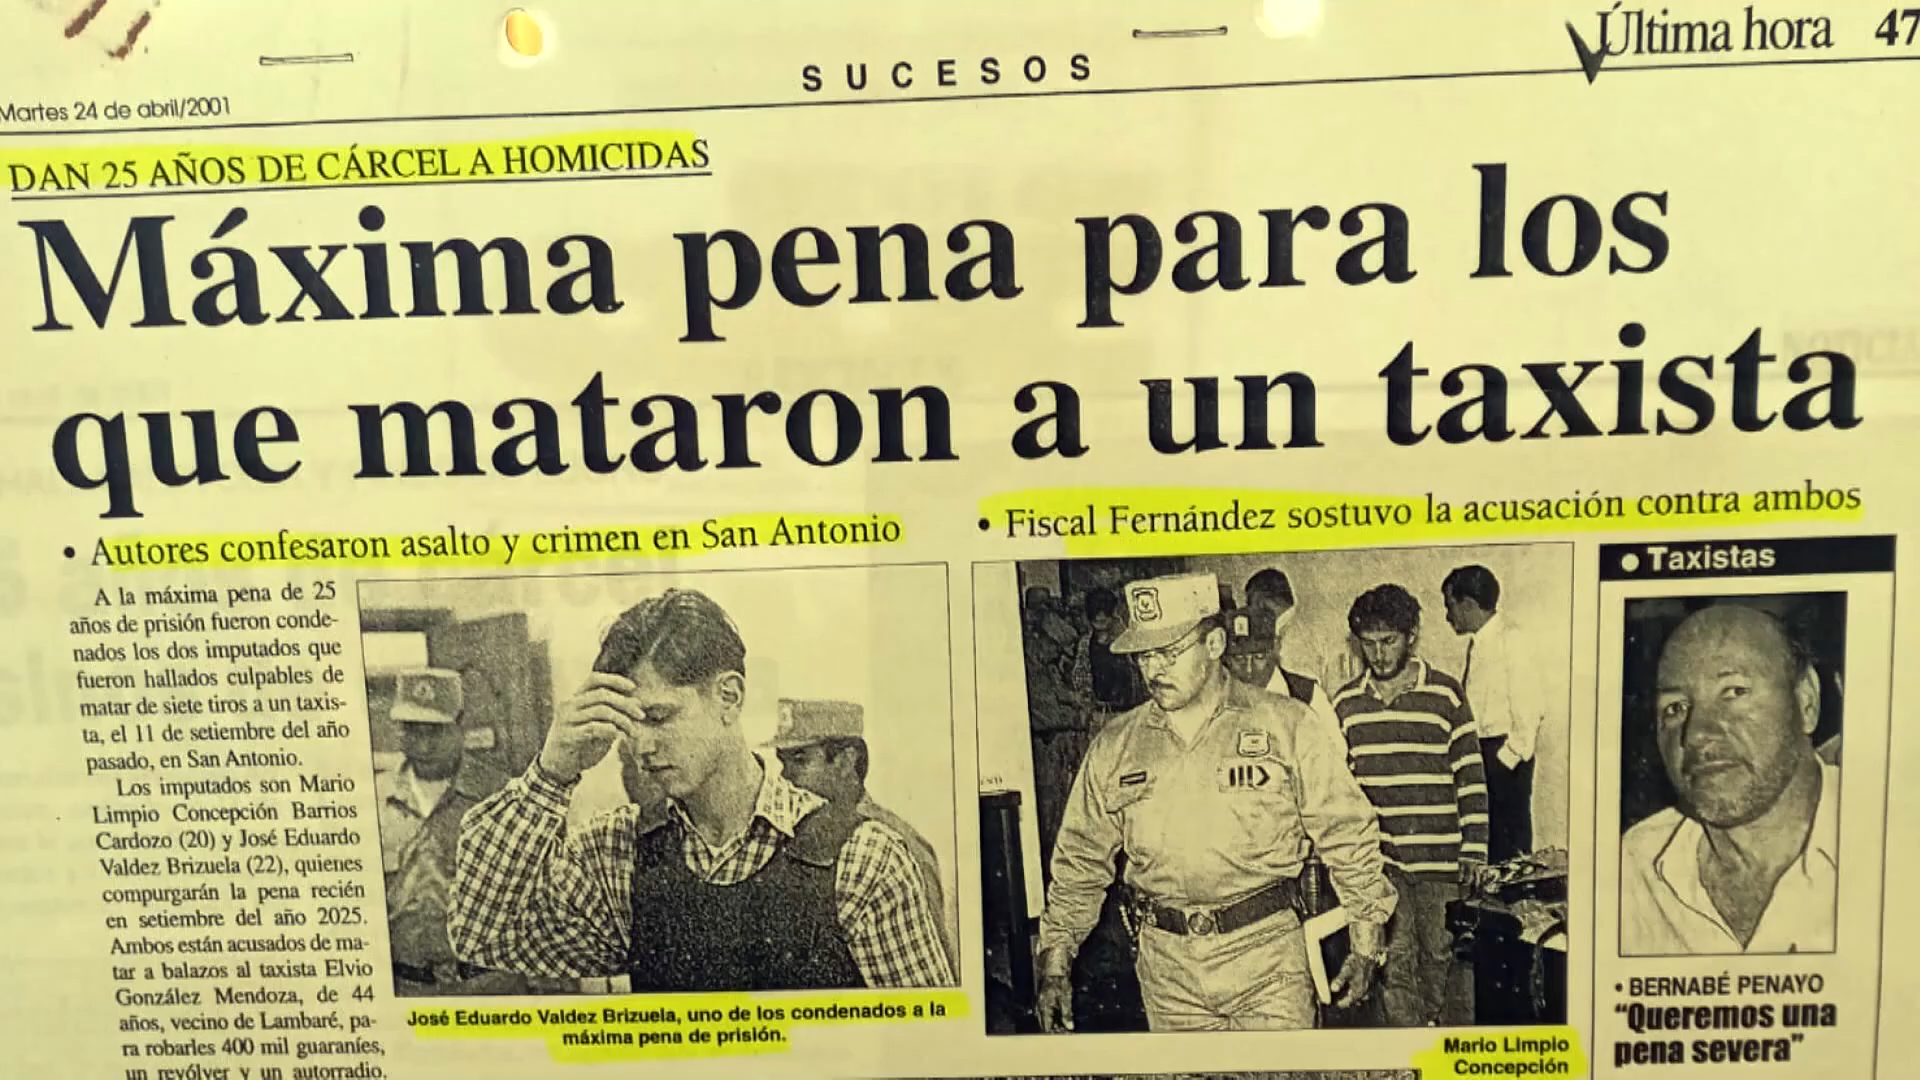 Última hora 47
SUCESOS
Martes 24 de abril/2001
DAN 25 AÑOS DE CÁRCEL A HOMICIDAS
Máxima pena para los
que mataron a un taxista
• Autores confesaron asalto y crimen en San Antonio
• Fiscal Fernández sostuvo la acusación contra ambos
A la máxima pena de 25
años de prisión fueron conde-
nados los dos imputados que
fueron hallados culpables de
matar de siete tiros a un taxis-
ta, el 11 de setiembre del año
pasado, en San Antonio.
Los imputados son Mario
Limpio Concepción Barrios
Cardozo (20) y José Eduardo
Valdez Brizuela (22), quienes
compurgarán la pena recién
en setiembre del año 2025.
Ambos están acusados de ma-
tar a balazos al taxista Elvio
González Mendoza, de 44
años, vecino de Lambaré, pa-
ra robarles 400 mil guaraníes,
un revólver y un autorradio.
José Eduardo Valdez Brizuela, uno de los condenados a la
máxima pena de prisión.
Mario Limpio
Concepción
• Taxistas
• BERNABÉ PENAYO
“Queremos una
pena severa”